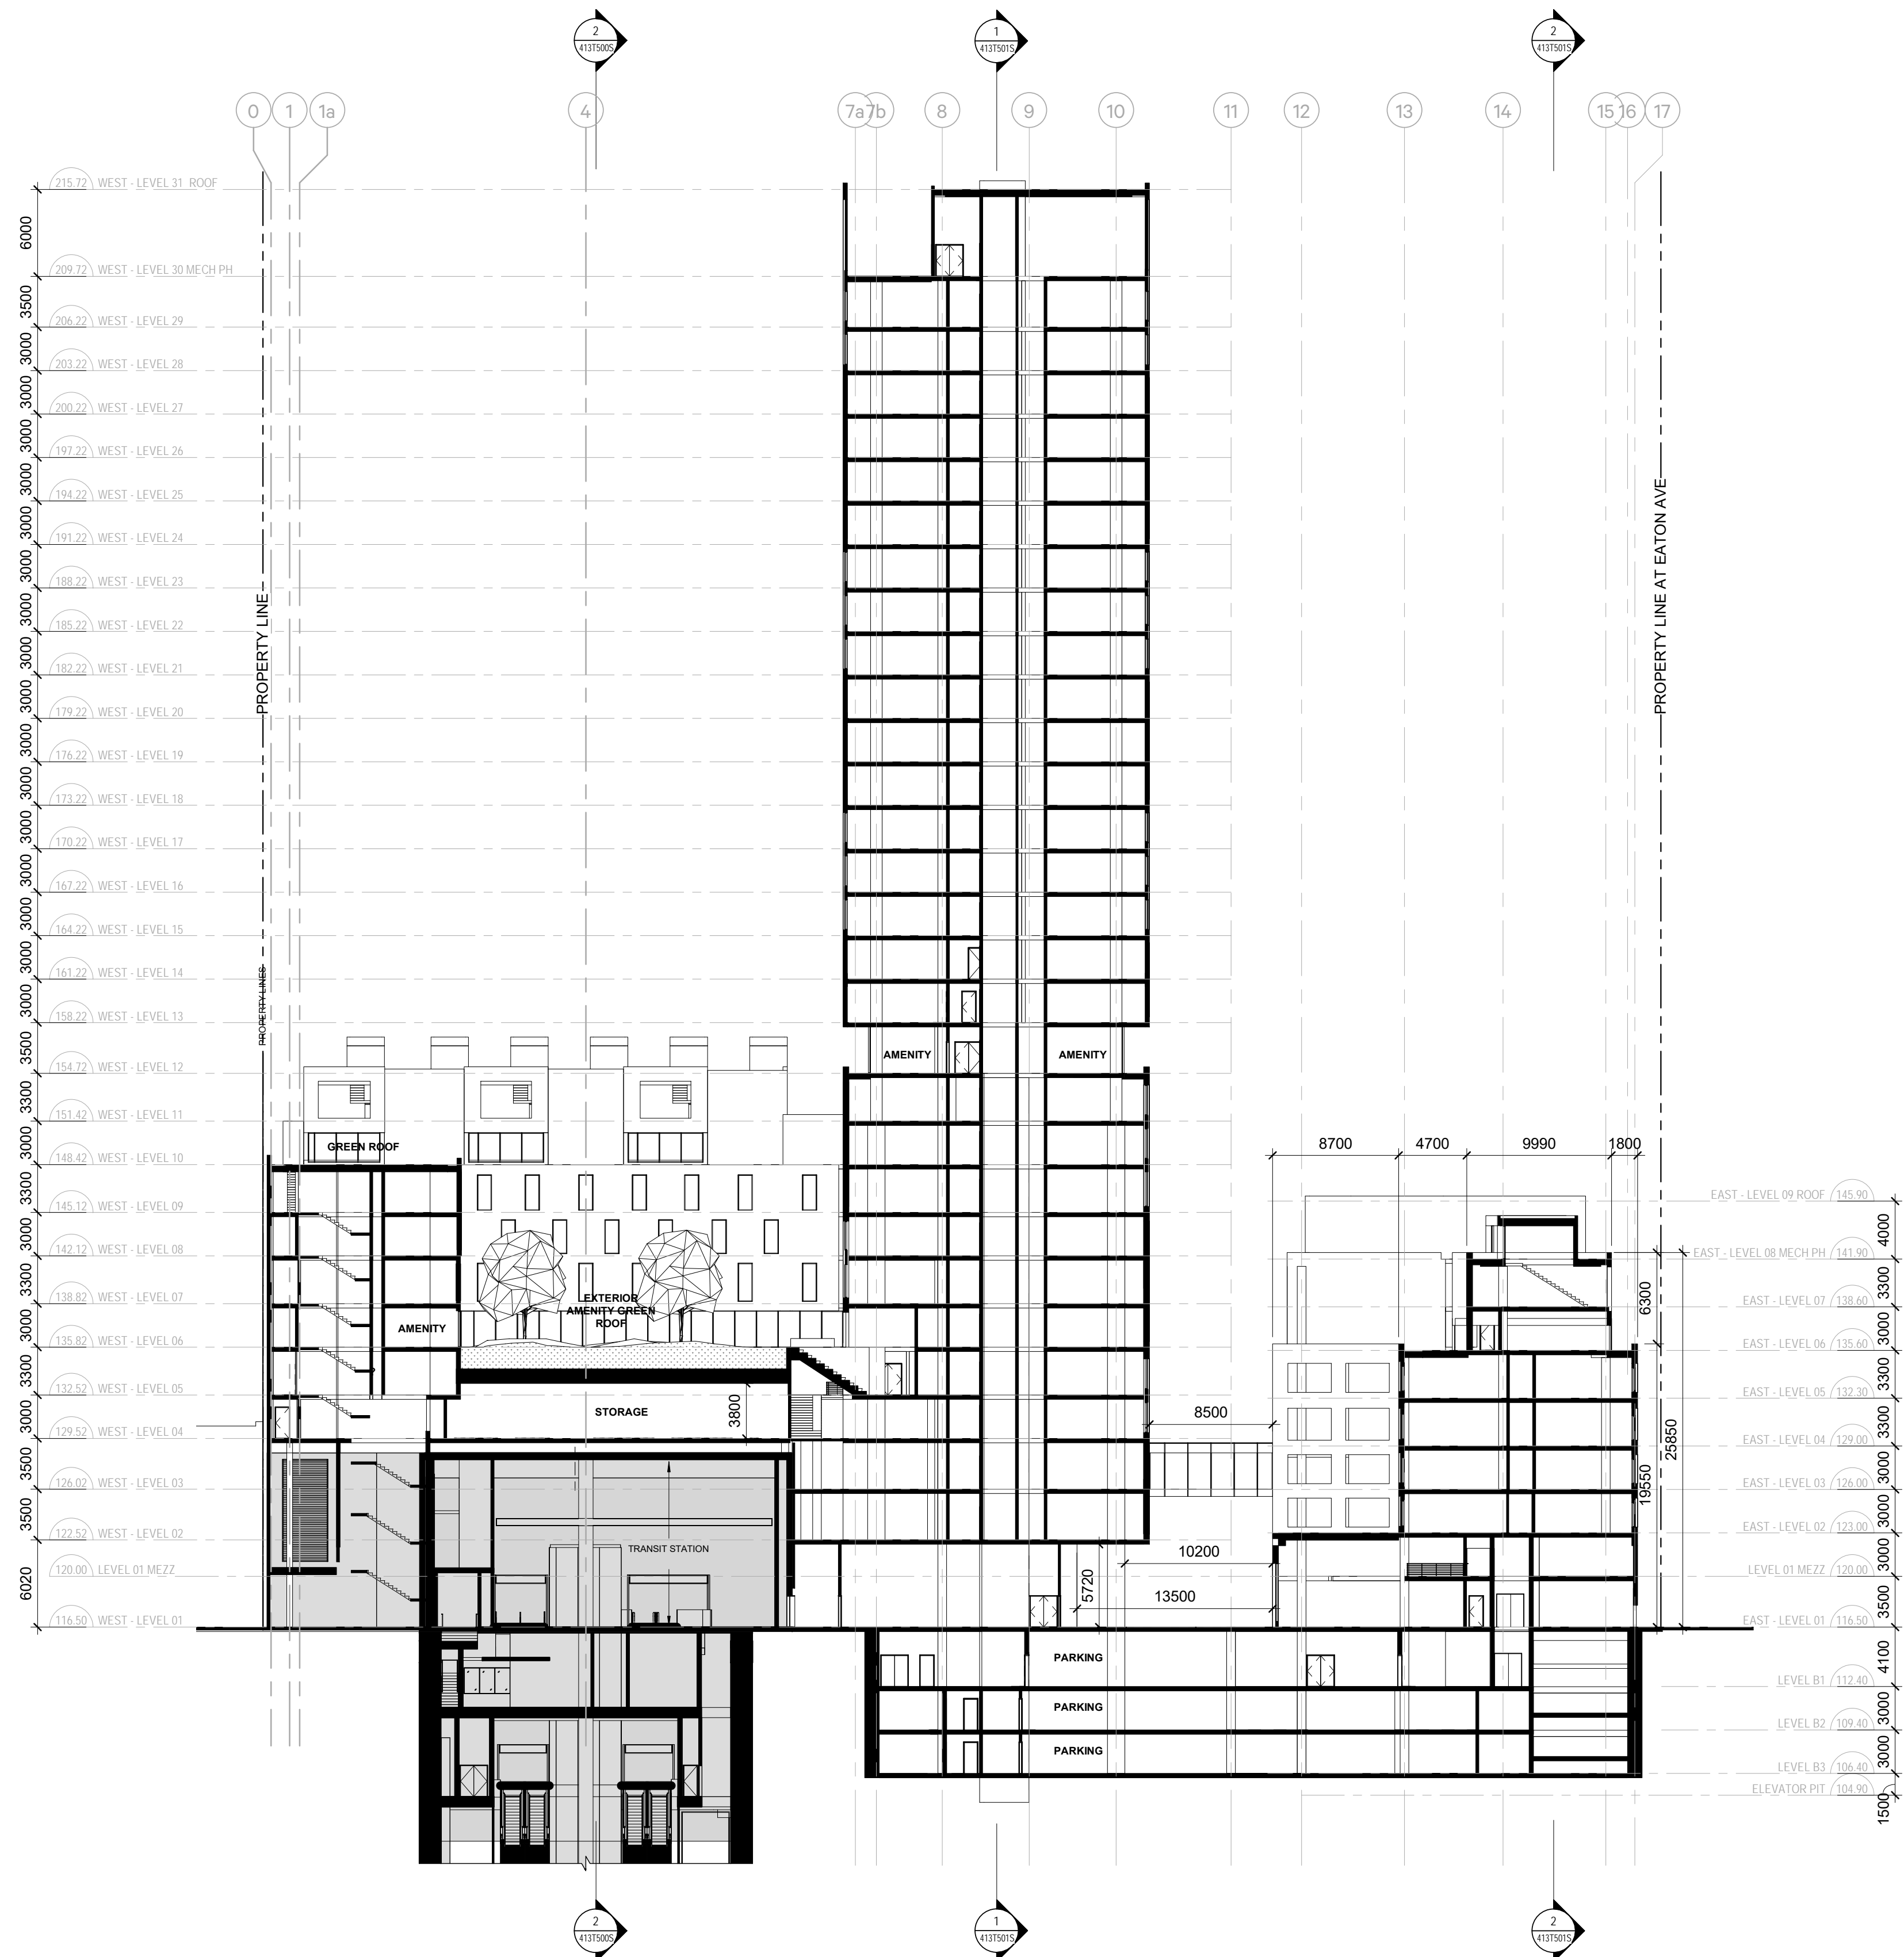 2
413T500S
1
413T501S
2
413T501S
0
1
1a
4
7a
7b
8
9
10
11
12
13
14
15
16
17
215.72 WEST - LEVEL 31 ROOF
6000
209.72 WEST - LEVEL 30 MECH PH
3500
206.22 WEST - LEVEL 29
3000
203.22 WEST - LEVEL 28
3000
200.22 WEST - LEVEL 27
3000
197.22 WEST - LEVEL 26
3000
194.22 WEST - LEVEL 25
3000
191.22 WEST - LEVEL 24
3000
188.22 WEST - LEVEL 23
3000
185.22 WEST - LEVEL 22
3000
182.22 WEST - LEVEL 21
3000
179.22 WEST - LEVEL 20
3000
176.22 WEST - LEVEL 19
3000
173.22 WEST - LEVEL 18
3000
170.22 WEST - LEVEL 17
3000
167.22 WEST - LEVEL 16
3000
164.22 WEST - LEVEL 15
3000
161.22 WEST - LEVEL 14
3000
158.22 WEST - LEVEL 13
3500
154.72 WEST - LEVEL 12
3300
151.42 WEST - LEVEL 11
3000
148.42 WEST - LEVEL 10
3300
145.12 WEST - LEVEL 09
3000
142.12 WEST - LEVEL 08
3300
138.82 WEST - LEVEL 07
3000
135.82 WEST - LEVEL 06
3300
132.52 WEST - LEVEL 05
3000
129.52 WEST - LEVEL 04
3500
126.02 WEST - LEVEL 03
3500
122.52 WEST - LEVEL 02
120.00 LEVEL 01 MEZZ
6020
116.50 WEST - LEVEL 01
PROPERTY LINE
PROPERTY LINES
PROPERTY LINE AT EATON AVE
AMENITY
AMENITY
GREEN ROOF
EXTERIOR
AMENITY GREEN
ROOF
AMENITY
STORAGE
3800
TRANSIT STATION
8500
10200
13500
5720
PARKING
PARKING
PARKING
8700
4700
9990
1800
6300
19550
25850
EAST - LEVEL 09 ROOF 145.90
4000
EAST - LEVEL 08 MECH PH 141.90
3300
EAST - LEVEL 07 138.60
3000
EAST - LEVEL 06 135.60
3300
EAST - LEVEL 05 132.30
3300
EAST - LEVEL 04 129.00
3000
EAST - LEVEL 03 126.00
3000
EAST - LEVEL 02 123.00
3000
LEVEL 01 MEZZ 120.00
3500
EAST - LEVEL 01 116.50
4100
LEVEL B1 112.40
3000
LEVEL B2 109.40
3000
LEVEL B3 106.40
ELEVATOR PIT 104.90
1500
2
413T500S
1
413T501S
2
413T501S